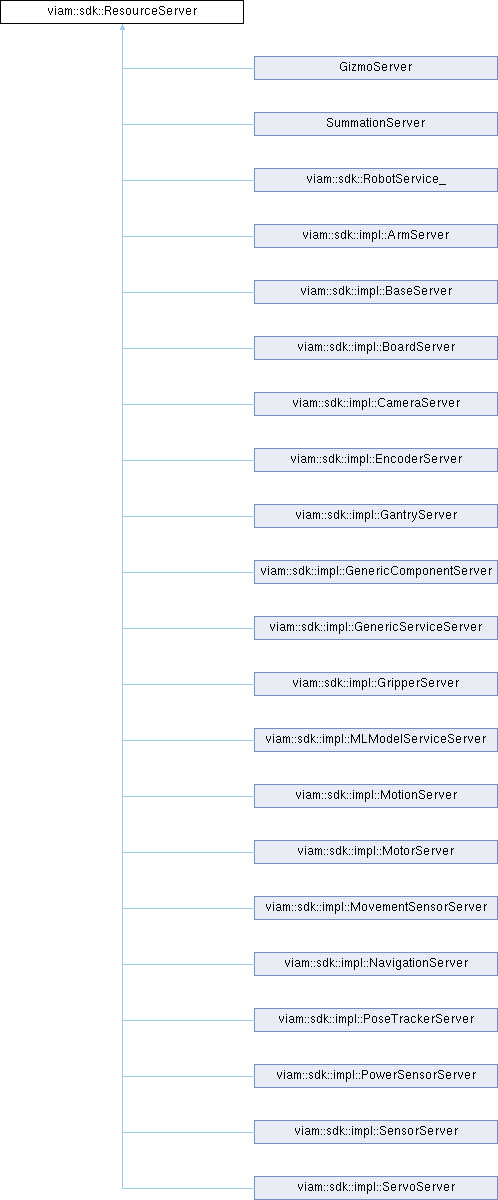 viam::sdk::ResourceServer
GizmoServer
SummationServer
viam::sdk::RobotService_
viam::sdk::impl::ArmServer
viam::sdk::impl::BaseServer
viam::sdk::impl::BoardServer
viam::sdk::impl::CameraServer
viam::sdk::impl::EncoderServer
viam::sdk::impl::GantryServer
viam::sdk::impl::GenericComponentServer
viam::sdk::impl::GenericServiceServer
viam::sdk::impl::GripperServer
viam::sdk::impl::MLModelServiceServer
viam::sdk::impl::MotionServer
viam::sdk::impl::MotorServer
viam::sdk::impl::MovementSensorServer
viam::sdk::impl::NavigationServer
viam::sdk::impl::PoseTrackerServer
viam::sdk::impl::PowerSensorServer
viam::sdk::impl::SensorServer
viam::sdk::impl::ServoServer